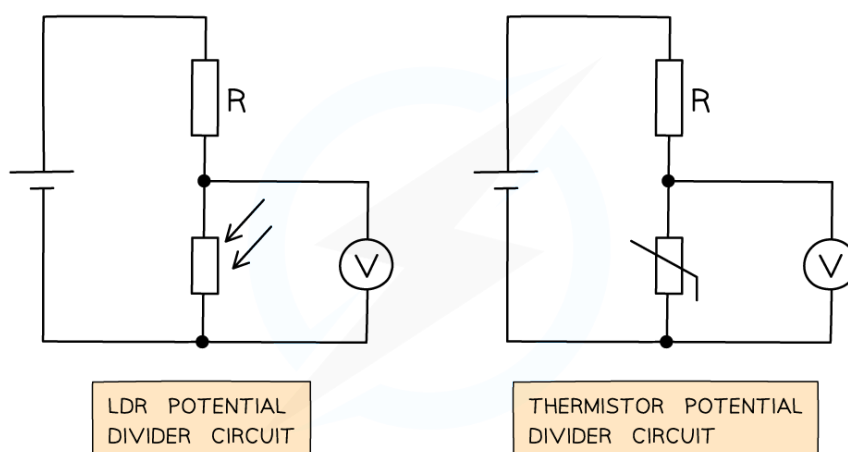 R
V
LDR POTENTIAL
DIVIDER CIRCUIT
R
V
THERMISTOR POTENTIAL
DIVIDER CIRCUIT